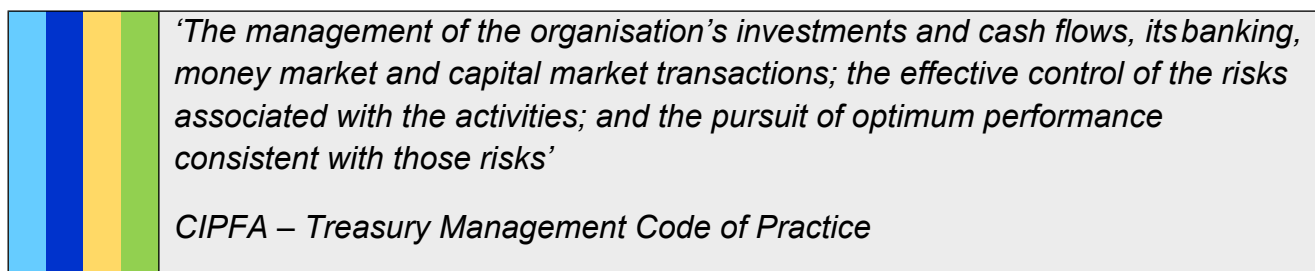 ‘The management of the organisation’s investments and cash flows, itsbanking,
money market and capital market transactions; the effective control of the risks
associated with the activities; and the pursuit of optimum performance
consistent with those risks’
CIPFA – Treasury Management Code of Practice